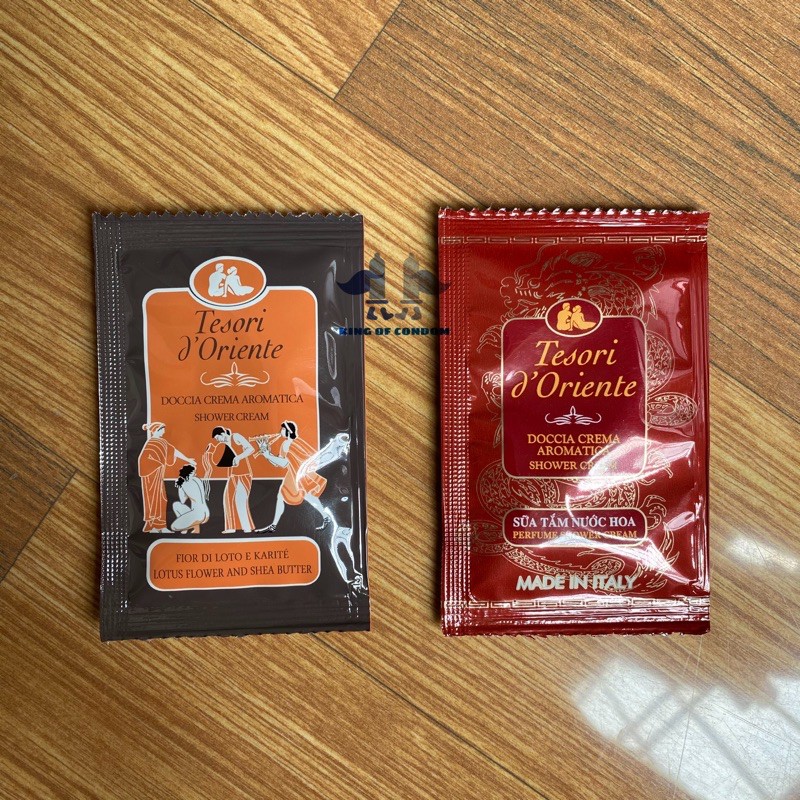 Tesori
d'Oriente
DOCCIA CREMA AROMATICA
SHOWER CREAM
FIOR DI LOTO E KARITÉ
LOTUS FLOWER AND SHEA BUTTER
KING OF CONDOM
Tesori
d'Oriente
DOCCIA CREMA
AROMATICA
SHOWER CREAM
SỮA TẮM NƯỚC HOA
PERFUME SHOWER CREAM
MADE IN ITALY